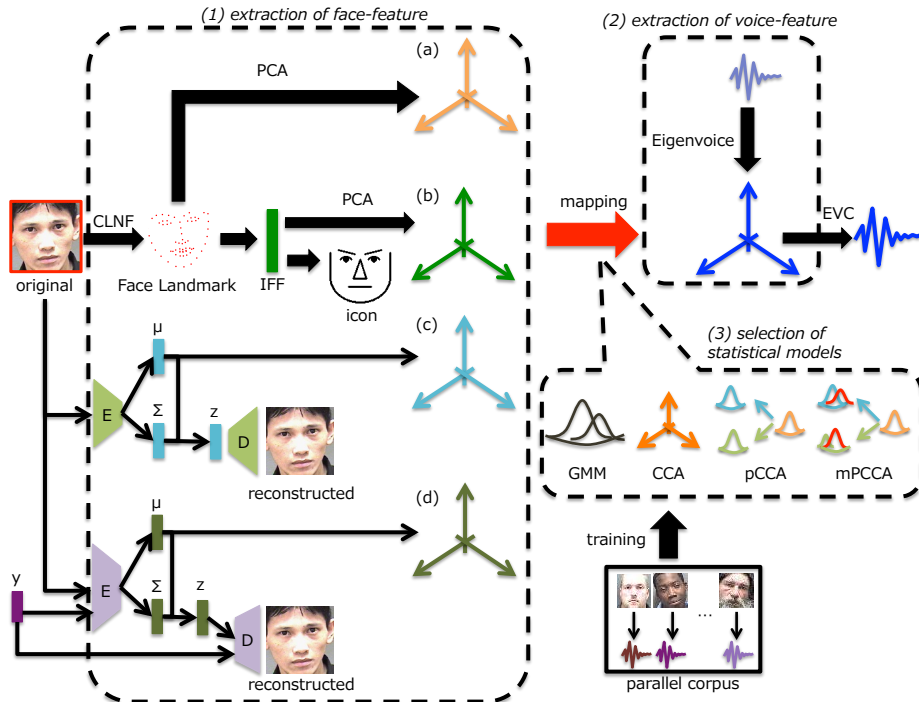 (1) extraction of face-feature
(2) extraction of voice-feature
(a)
PCA
Eigenvoice
CLNF
PCA
(b)
mapping
EVC
original
Face Landmark
IFF
icon
(c)
(3) selection of
statistical models
μ
E
Σ
z
D
reconstructed
GMM
CCA
pCCA
mPCCA
(d)
μ
training
y
E
Σ
z
D
...
reconstructed
parallel corpus